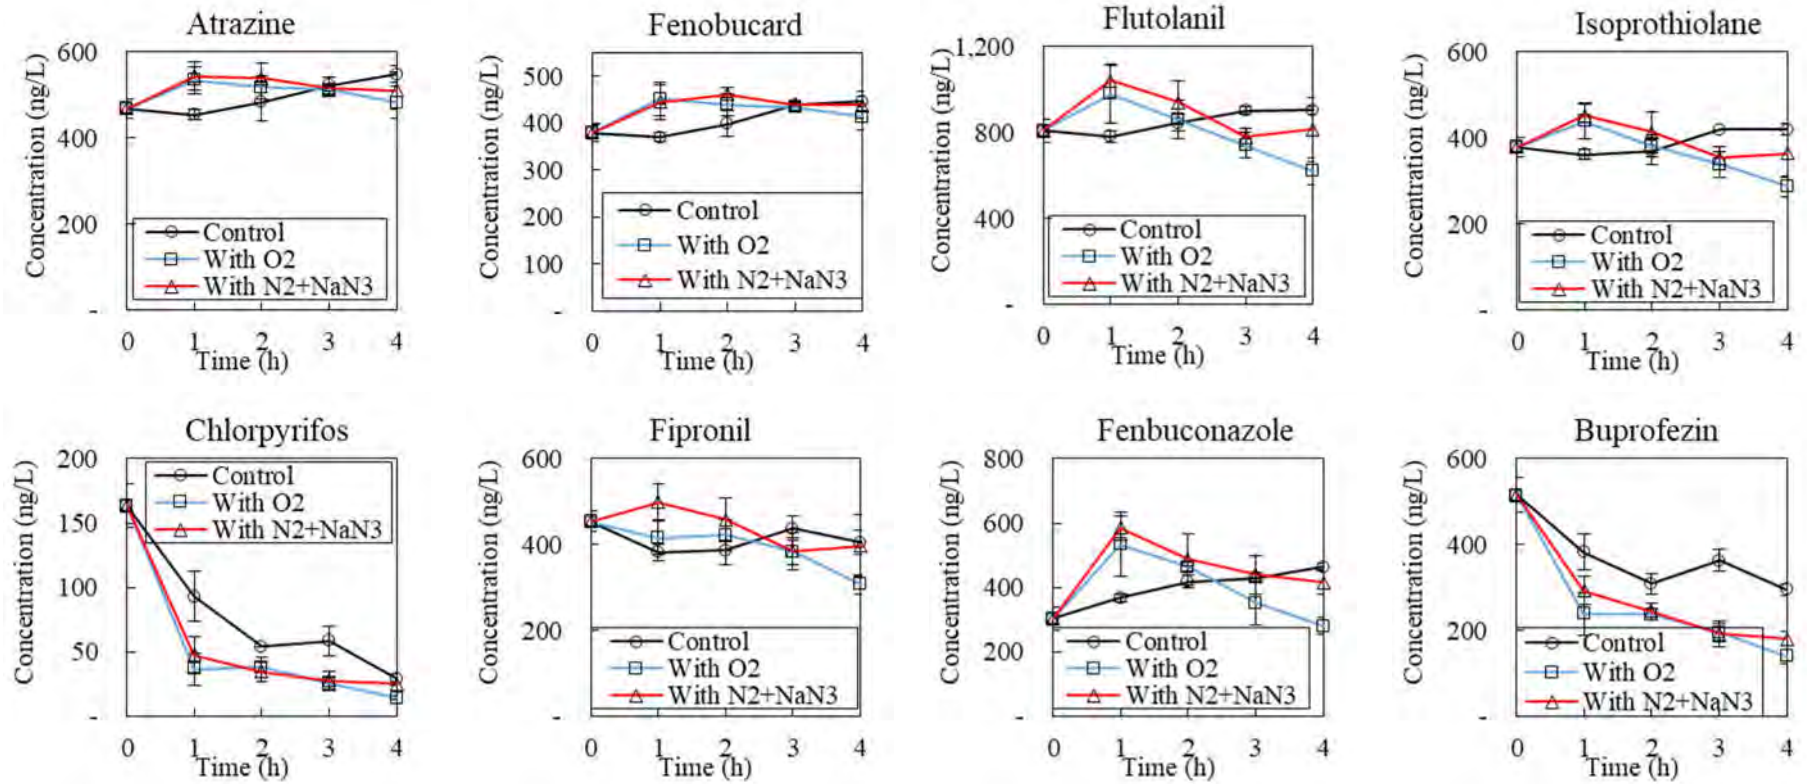 Atrazine
Concentration (ng/L)
600
400
200
-
Control
With O2
With N2+NaN3
0 1 2 3 4
Time (h)
Fenobucard
Concentration (ng/L)
500
400
300
200
100
-
Control
With O2
With N2+NaN3
0 1 2 3 4
Time (h)
Flutolanil
Concentration (ng/L)
1,200
800
400
-
Control
With O2
With N2+NaN3
0 1 2 3 4
Time (h)
Isoprothiolane
Concentration (ng/L)
600
400
200
-
Control
With O2
With N2+NaN3
0 1 2 3 4
Time (h)
Chlorpyrifos
Concentration (ng/L)
200
150
100
50
-
Control
With O2
With N2+NaN3
0 1 2 3 4
Time (h)
Fipronil
Concentration (ng/L)
600
400
200
-
Control
With O2
With N2+NaN3
0 1 2 3 4
Time (h)
Fenbuconazole
Concentration (ng/L)
800
600
400
200
-
Control
With O2
With N2+NaN3
0 1 2 3 4
Time (h)
Buprofezin
Concentration (ng/L)
600
400
200
-
Control
With O2
With N2+NaN3
0 1 2 3 4
Time (h)